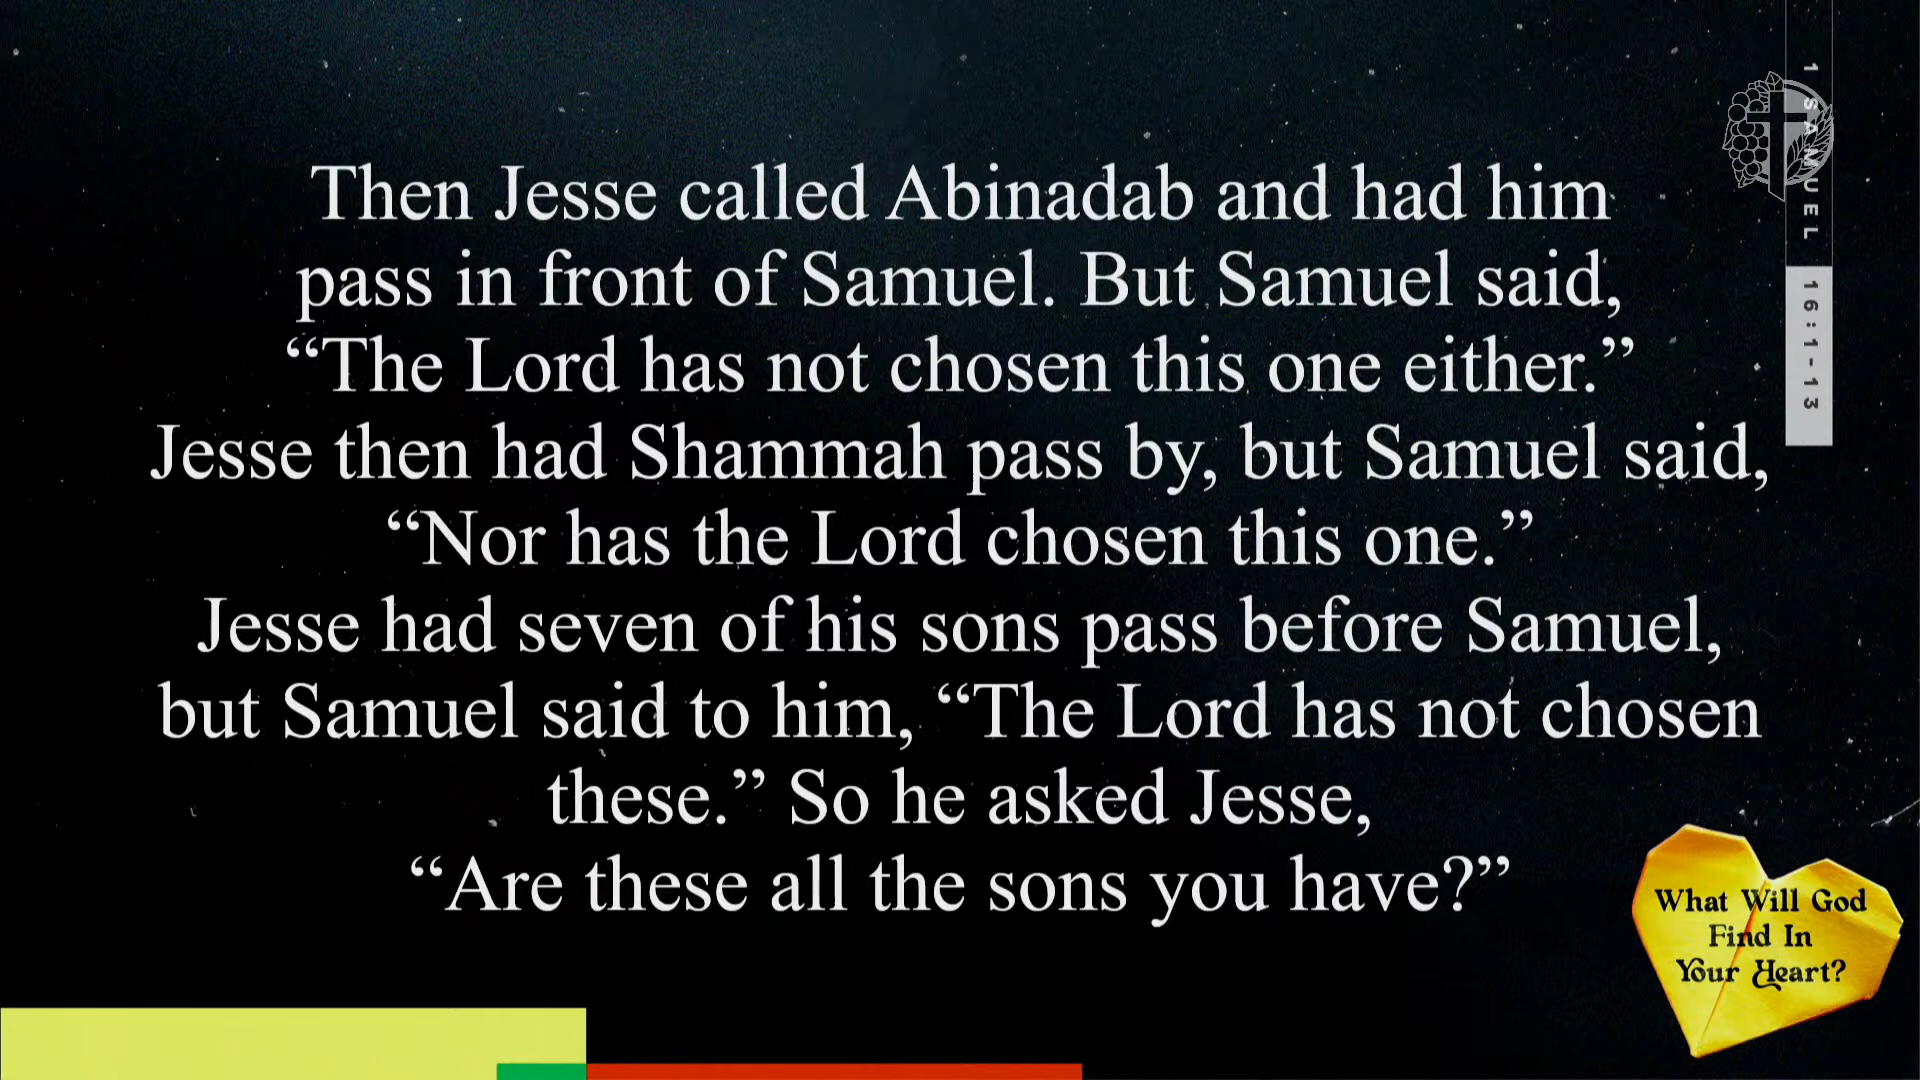 Then Jesse called Abinadab and had him
pass in front of Samuel. But Samuel said,
“The Lord has not chosen this one either.”
Jesse then had Shammah pass by, but Samuel said,
“Nor has the Lord chosen this one.”
Jesse had seven of his sons pass before Samuel,
but Samuel said to him, “The Lord has not chosen
these.” So he asked Jesse,
“Are these all the sons you have?”
1 SAMUEL 16:1-13
What Will God
Find In
Your Heart?